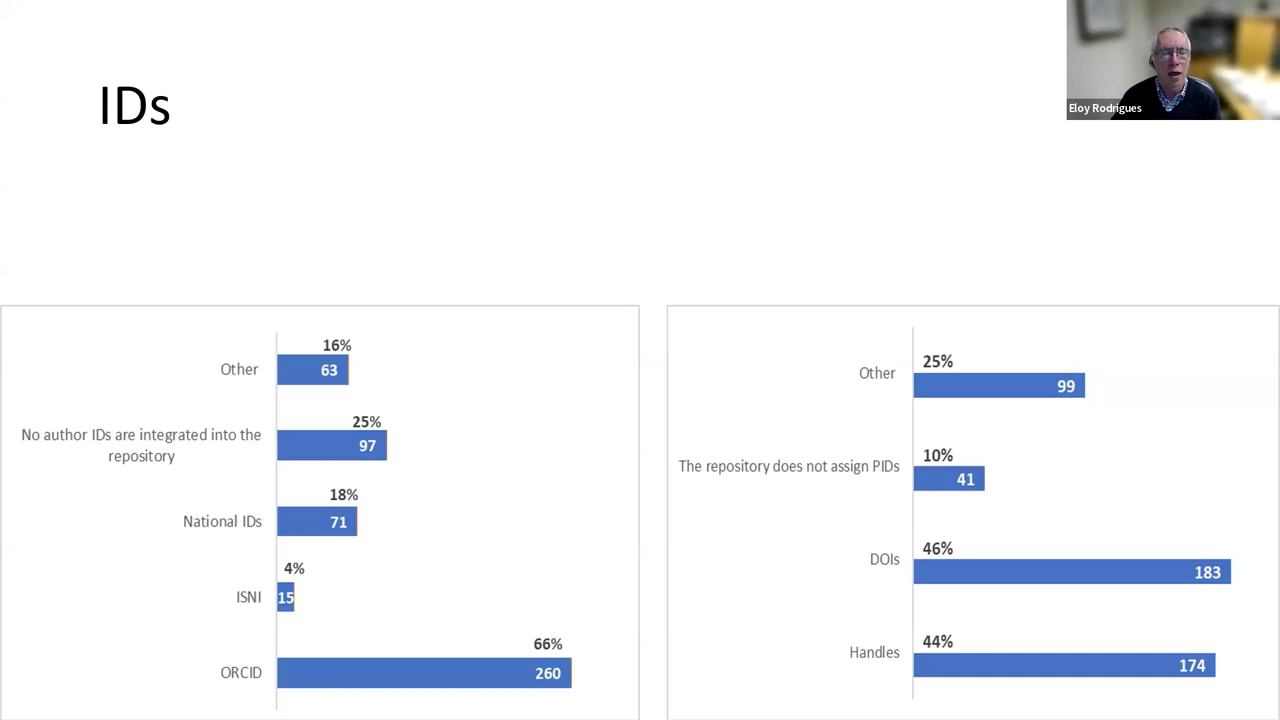 IDs
Eloy Rodrigues
16%
Other
63
25%
No author IDs are integrated into the
repository
97
18%
National IDs
71
4%
ISNI
15
66%
ORCID
260
25%
Other
99
10%
The repository does not assign PIDs
41
46%
DOIs
183
44%
Handles
174